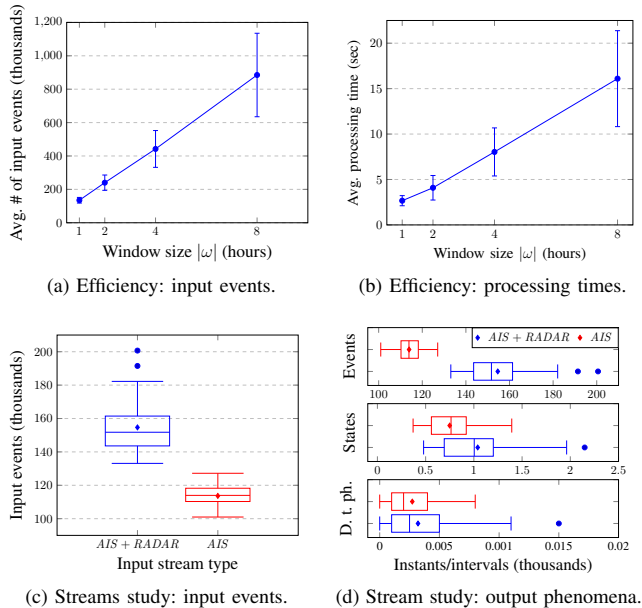 Avg. # of input events (thousands)
1,200
1,000
800
600
400
200
0
1 2 4 8
Window size |ω| (hours)
(a) Efficiency: input events.
Avg. processing time (sec)
20
15
10
5
0
1 2 4 8
Window size |ω| (hours)
(b) Efficiency: processing times.
Input events (thousands)
200
180
160
140
120
100
AIS + RADAR AIS
Input stream type
(c) Streams study: input events.
AIS + RADAR AIS
Events
100 120 140 160 180 200
States
0 0.5 1 1.5 2 2.5
D. t. ph.
0 0.005 0.01 0.015 0.02
Instants/intervals (thousands)
(d) Stream study: output phenomena.